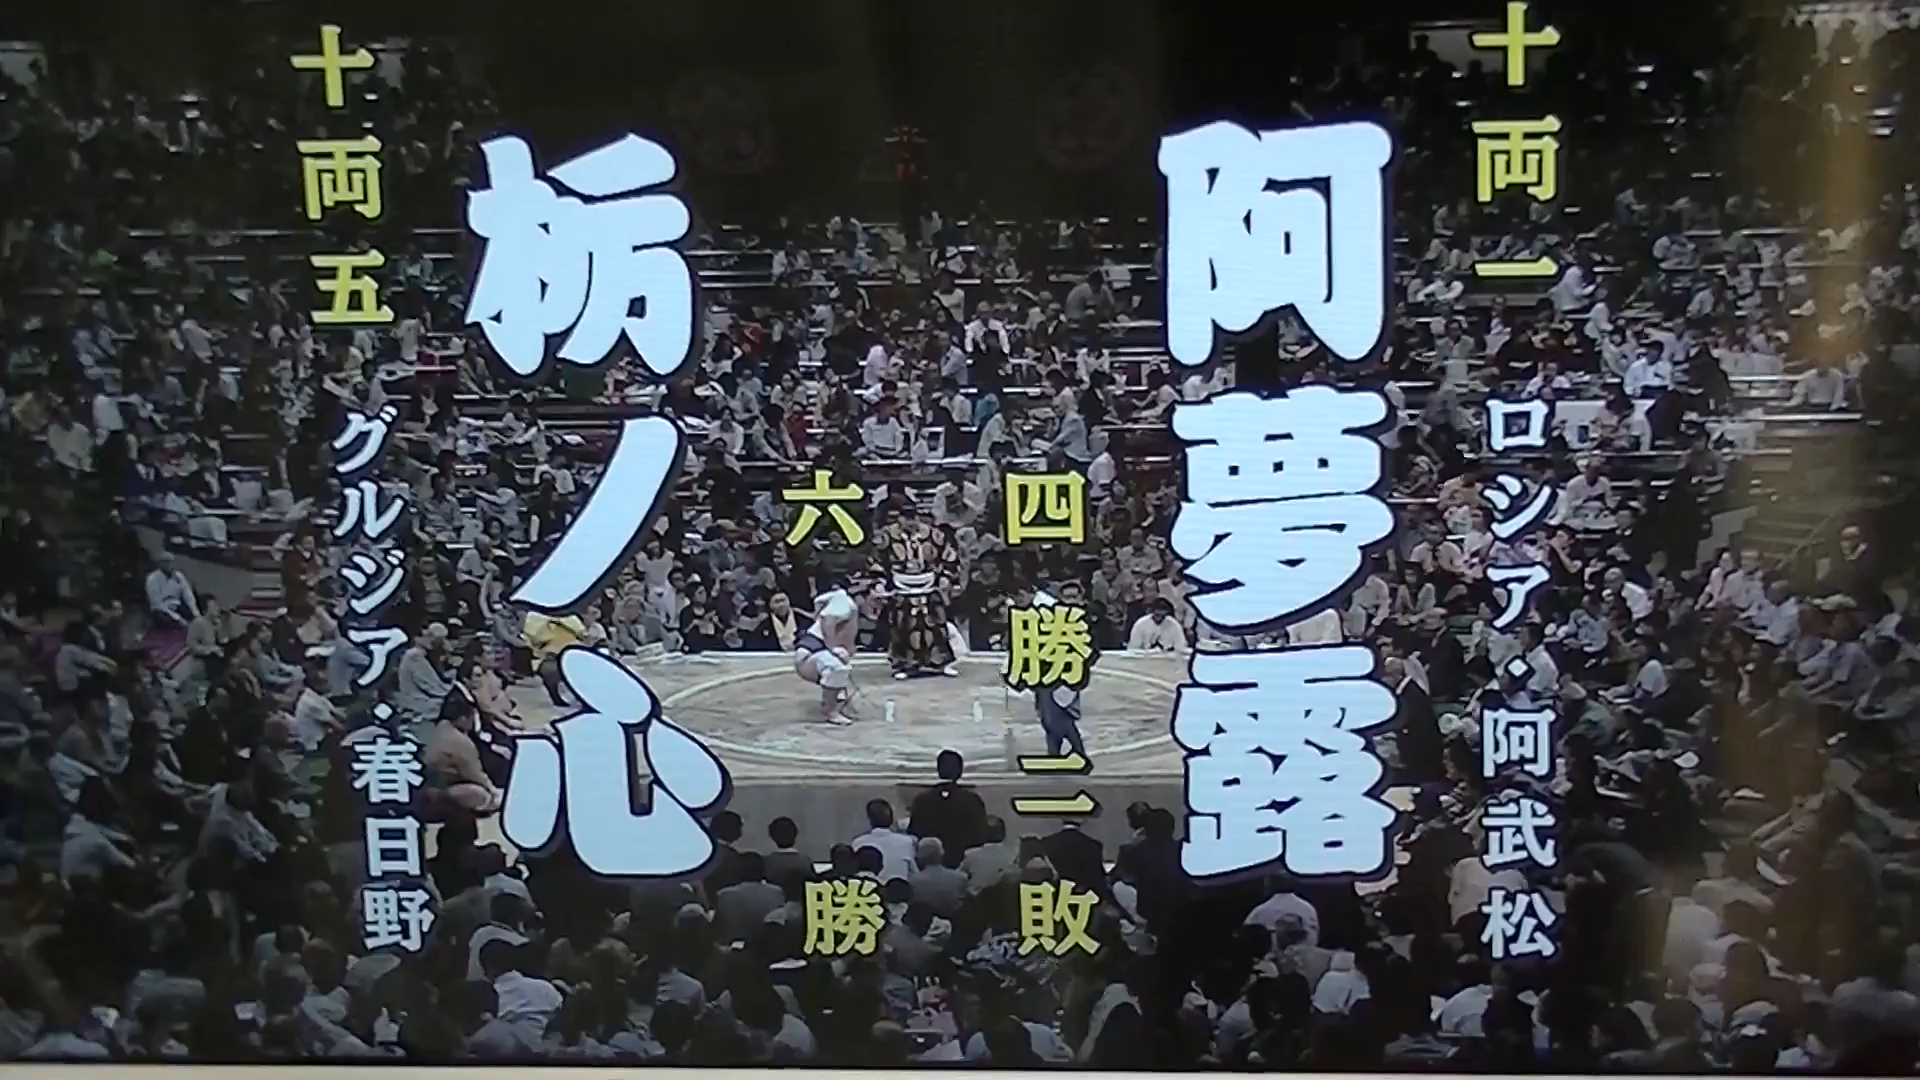 十両一
ロシア・阿武松
阿夢露
四勝二敗
六勝
栃ノ心
十両五
グルジア・春日野